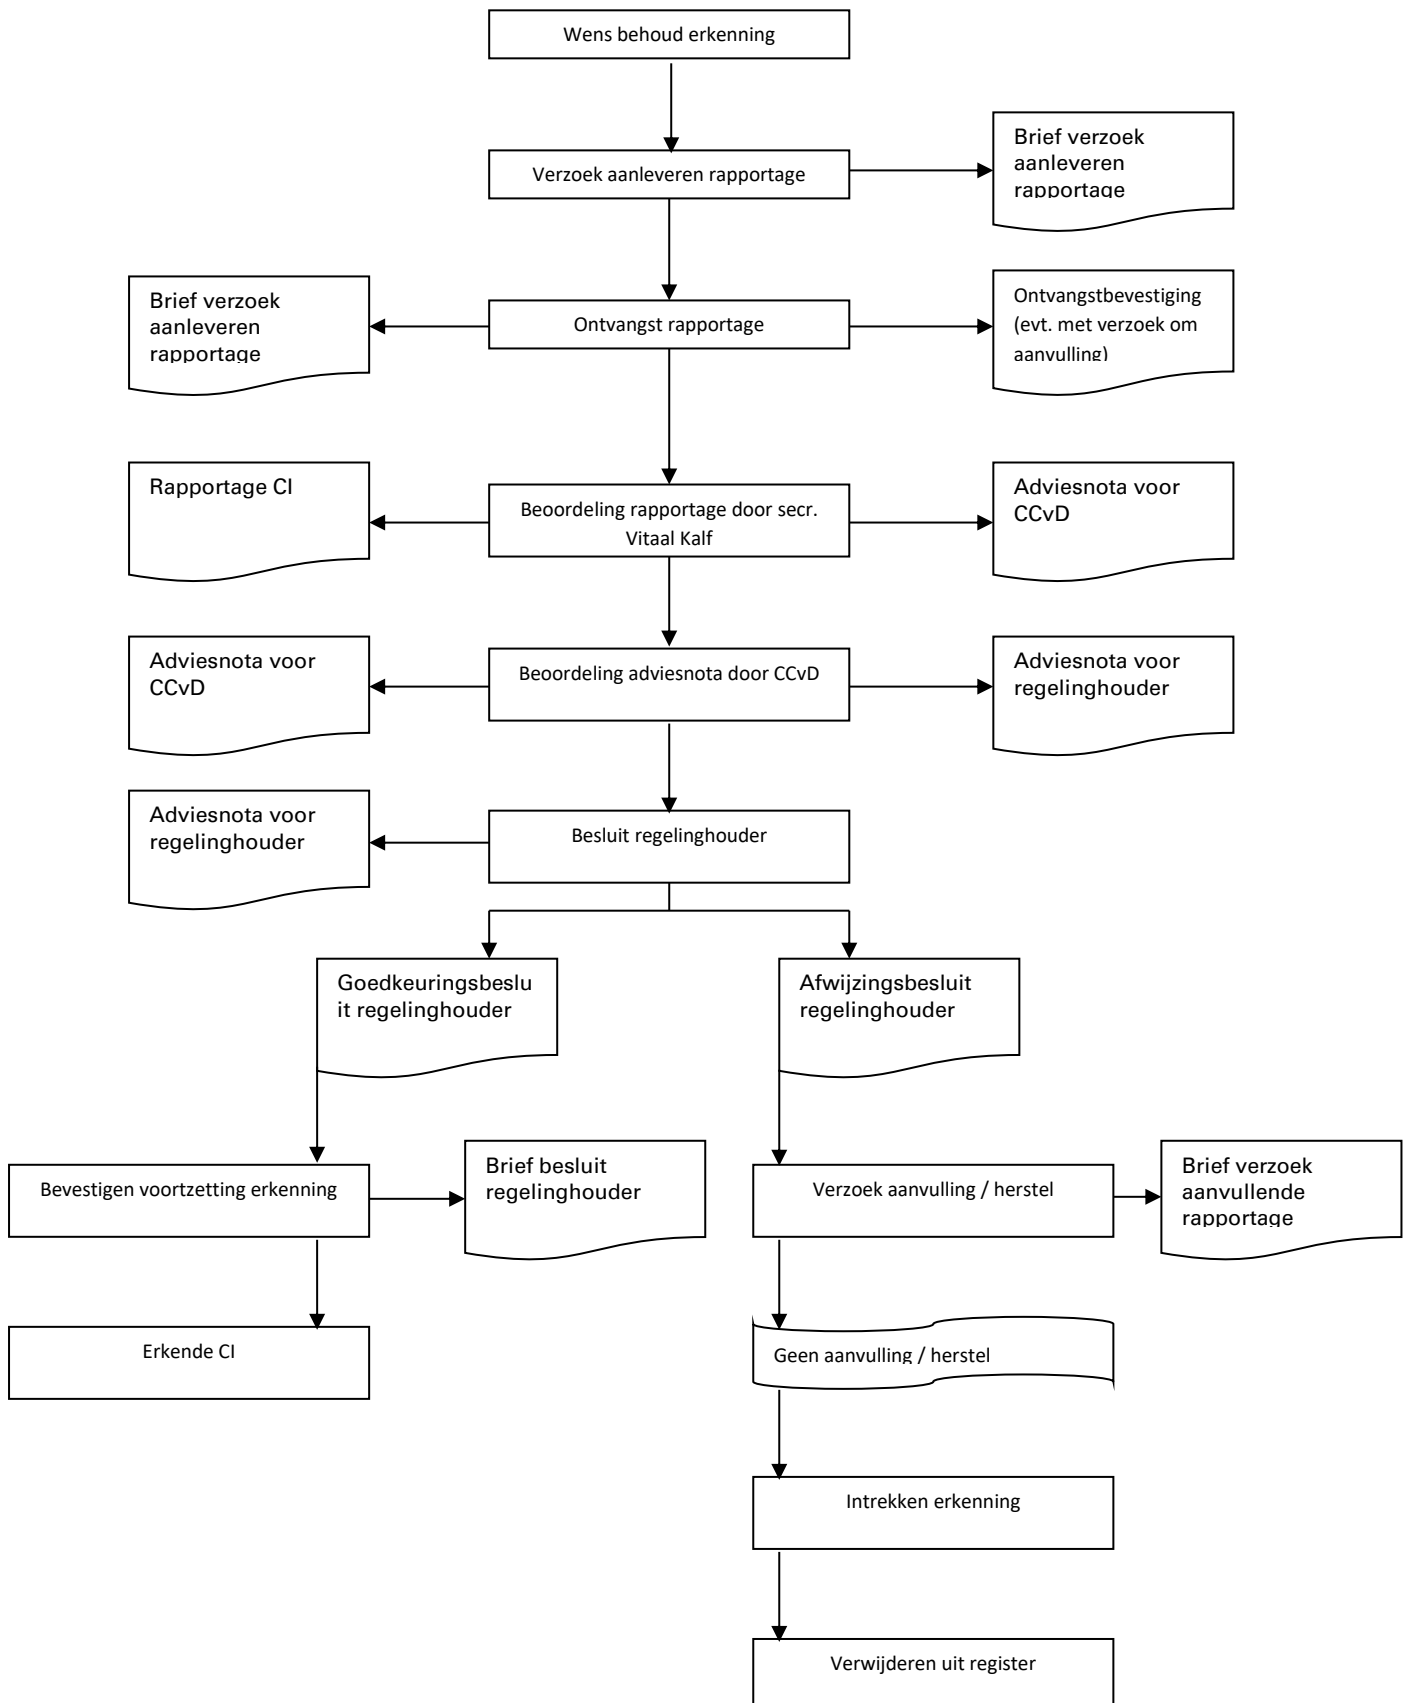 Wens behoud erkenning
Verzoek aanleveren rapportage
Brief verzoek
aanleveren
rapportage
Brief verzoek
aanleveren
rapportage
Ontvangst rapportage
Ontvangstbevestiging
(evt. met verzoek om
aanvulling)
Rapportage CI
Beoordeling rapportage door secr.
Vitaal Kalf
Adviesnota voor
CCvD
Adviesnota voor
CCvD
Beoordeling adviesnota door CCvD
Adviesnota voor
regelinghouder
Adviesnota voor
regelinghouder
Besluit regelinghouder
Goedkeuringsbeslu
it regelinghouder
Afwijzingsbesluit
regelinghouder
Bevestigen voortzetting erkenning
Brief besluit
regelinghouder
Verzoek aanvulling / herstel
Brief verzoek
aanvullende
rapportage
Erkende CI
Geen aanvulling / herstel
Intrekken erkenning
Verwijderen uit register